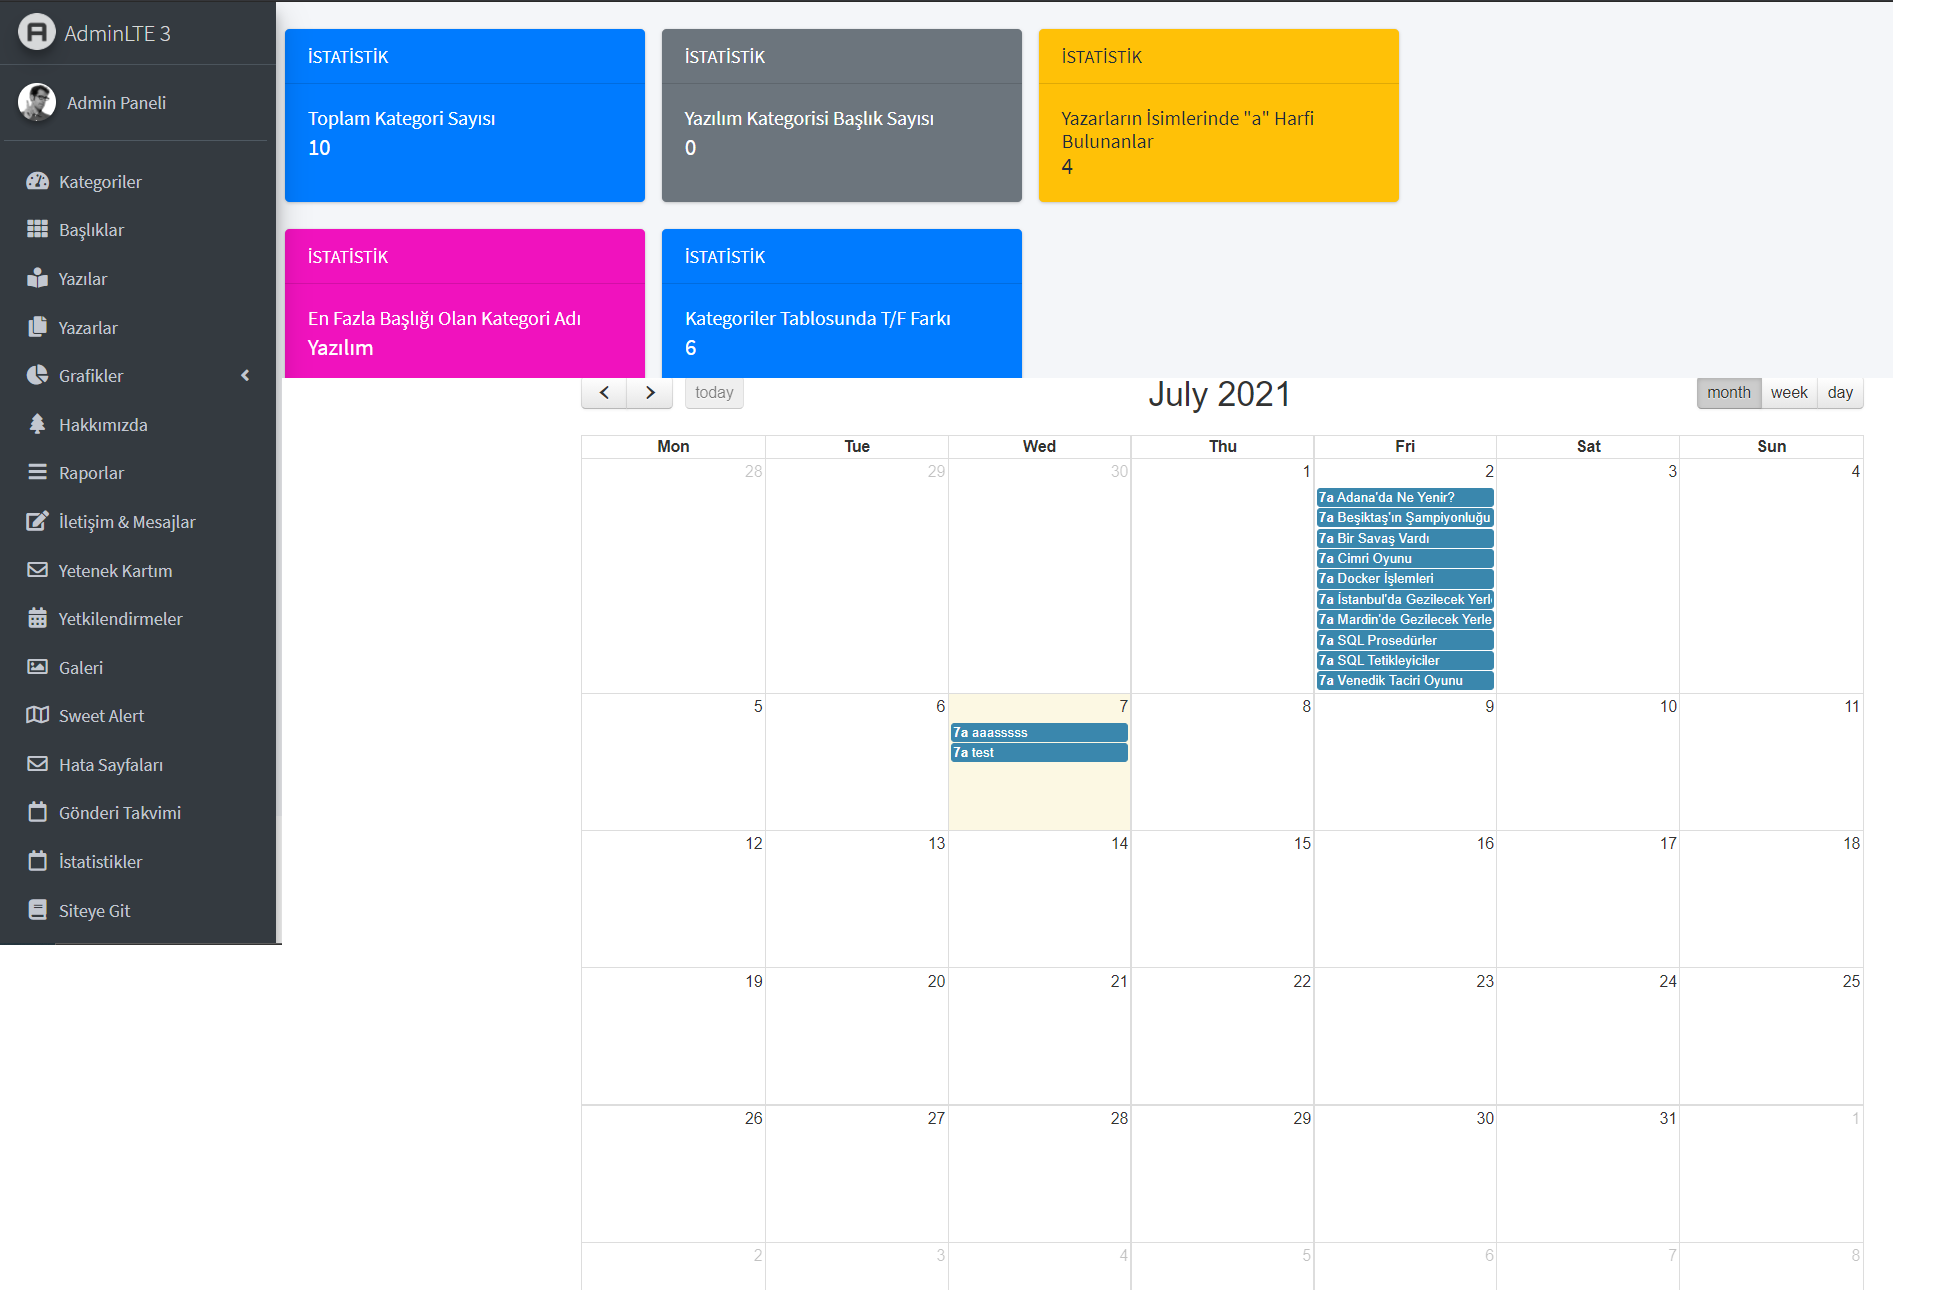 AdminLTE 3
Admin Paneli
Kategoriler
Başlıklar
Yazılar
Yazarlar
Grafikler
Hakkımızda
Raporlar
İletişim & Mesajlar
Yetenek Kartım
Yetkilendirmeler
Galeri
Sweet Alert
Hata Sayfaları
Gönderi Takvimi
İstatistikler
Siteye Git
İSTATİSTİK
Toplam Kategori Sayısı
10
İSTATİSTİK
Yazılım Kategorisi Başlık Sayısı
0
İSTATİSTİK
Yazarların İsimlerinde "a" Harfi
Bulunanlar
4
İSTATİSTİK
En Fazla Başlığı Olan Kategori Adı
Yazılım
İSTATİSTİK
Kategoriler Tablosunda T/F Farkı
6
today
July 2021
month week day
Mon Tue Wed Thu Fri Sat Sun
28 29 30 1 2 3 4
7a Adana'da Ne Yenir?
7a Beşiktaş'ın Şampiyonluğu
7a Bir Savaş Vardı
7a Cimri Oyunu
7a Docker İşlemleri
7a İstanbul'da Gezilecek Yerl
7a Mardin'de Gezilecek Yerle
7a SQL Prosedürler
7a SQL Tetikleyiciler
7a Venedik Taciri Oyunu
5 6 7 8 9 10 11
7a aaasssss
7a test
12 13 14 15 16 17 18
19 20 21 22 23 24 25
26 27 28 29 30 31 1
2 3 4 5 6 7 8